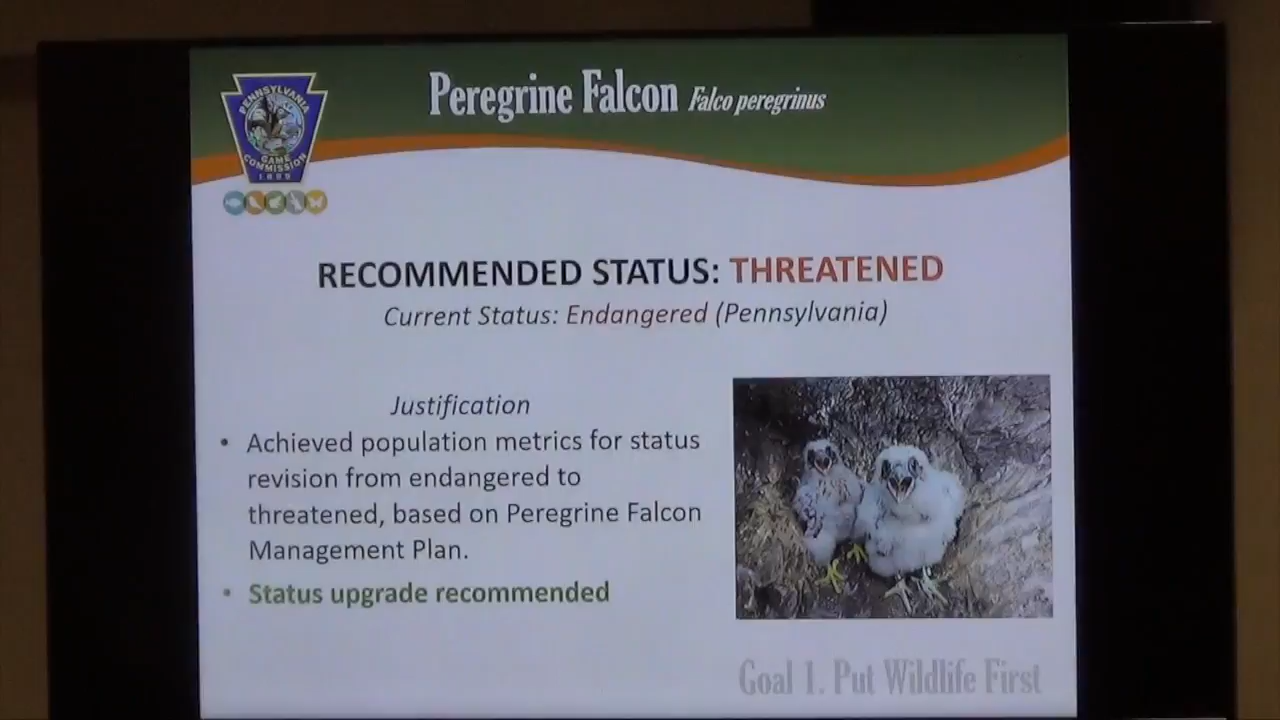 Peregrine Falcon Falco peregrinus
PENNSYLVANIA
GAME
COMMISSION
RECOMMENDED STATUS: THREATENED
Current Status: Endangered (Pennsylvania)
Justification
• Achieved population metrics for status
revision from endangered to
threatened, based on Peregrine Falcon
Management Plan.
• Status upgrade recommended
Goal 1. Put Wildlife First